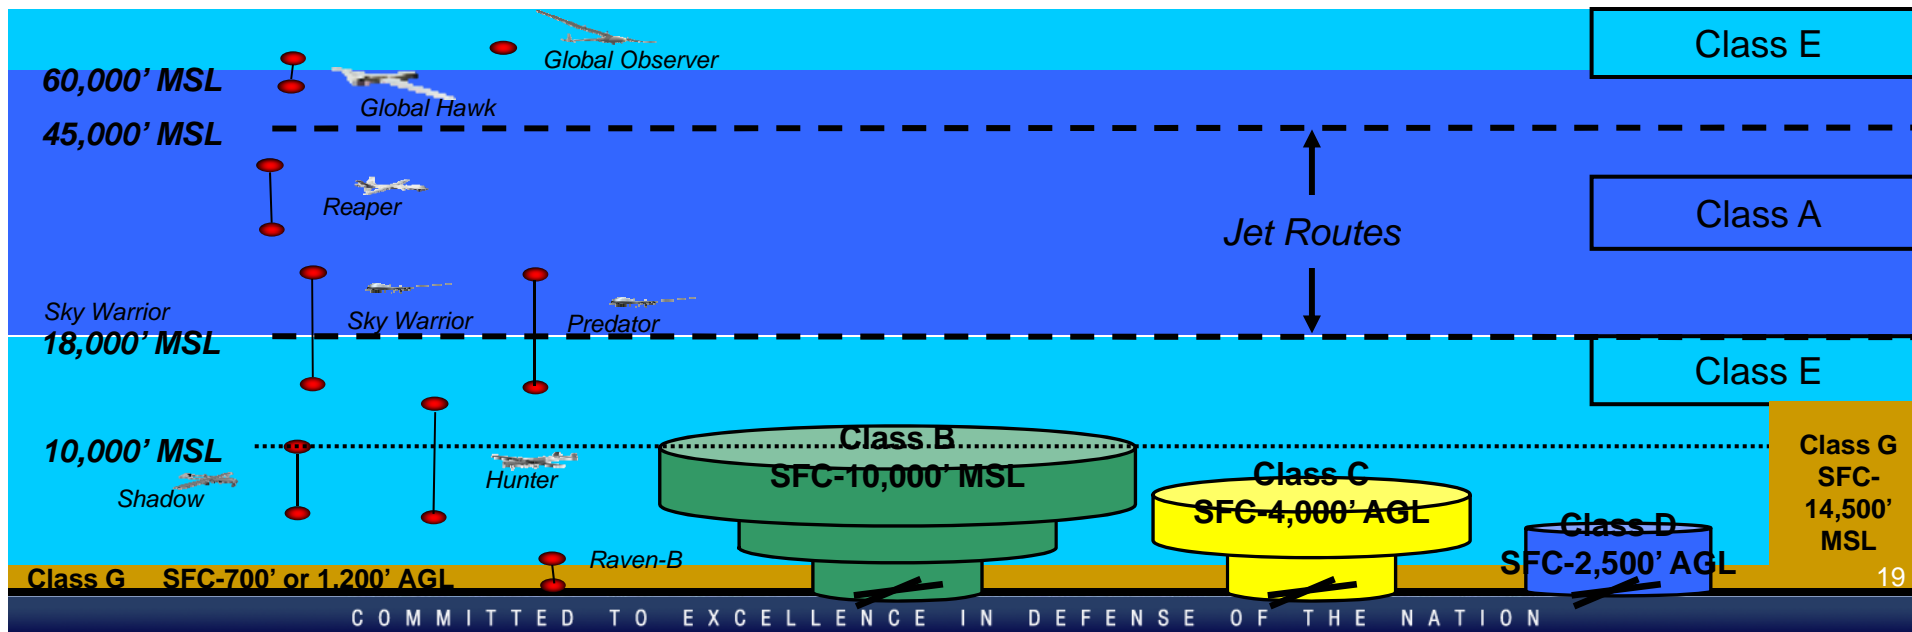 Class E
Global Observer
60,000’ MSL
Global Hawk
45,000’ MSL
Reaper
Class A
Jet Routes
Sky Warrior
Sky Warrior
Predator
18,000’ MSL
Class E
10,000’ MSL
Class B
SFC-10,000’ MSL
Class G
SFC-
14,500’
MSL
Shadow
Hunter
Class C
SFC-4,000’ AGL
Class D
SFC-2,500’ AGL
Raven-B
Class G SFC-700’ or 1,200’ AGL
19
COMMITTED TO EXCELLENCE IN DEFENSE OF THE NATION